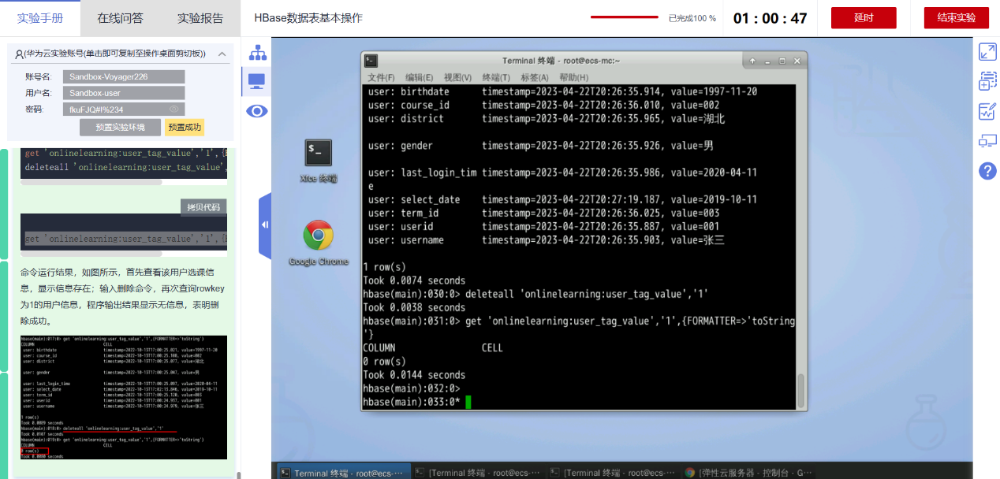 实验手册
在线问答
实验报告
HBase数据表基本操作
已完成100 %
01 : 00 : 47
延时
结束实验
(华为云实验账号(单击即可复制至操作桌面剪切板))
账号名:
Sandbox-Voyager226
用户名:
Sandbox-user
密码:
fkuFJQ#I%234
预置实验环境
预置成功
get 'onlinelearning:user_tag_value','1',{
deleteall 'onlinelearning:user_tag_value',
拷贝代码
get 'onlinelearning:user_tag_value','1',{
命令运行结果，如图所示，首先查看该用户选课信
息，显示信息存在；输入删除命令，再次查询rowkey
为1的用户信息，程序输出结果显示无信息，表明删
除成功。
hbase(main):017:0> get 'onlinelearning:user_tag_value','1',{FORMATTER=>'toString'}
COLUMN CELL
user: birthdate timestamp=2022-10-13T17:00:25.021, value=1997-11-20
user: course_id timestamp=2022-10-13T17:00:25.108, value=002
user: district timestamp=2022-10-13T17:00:25.077, value=湖北
user: gender timestamp=2022-10-13T17:00:25.047, value=男
user: last_login_time timestamp=2022-10-13T17:00:25.097, value=2020-04-11
user: select_date timestamp=2022-10-13T17:02:13.846, value=2019-10-11
user: term_id timestamp=2022-10-13T17:00:25.120, value=003
user: userid timestamp=2022-10-13T17:00:24.937, value=001
user: username timestamp=2022-10-13T17:00:24.979, value=张三
1 row(s)
Took 0.0089 seconds
hbase(main):018:0> deleteall 'onlinelearning:user_tag_value','1'
Took 0.0107 seconds
hbase(main):019:0> get 'onlinelearning:user_tag_value','1',{FORMATTER=>'toString'}
COLUMN CELL
0 row(s)
Took 0.0080 seconds
Xfce 终端
Google Chrome
Terminal 终端 - root@ecs-mc:~
文件(F) 编辑(E) 视图(V) 终端(T) 标签(A) 帮助(H)
user: birthdate timestamp=2023-04-22T20:26:35.914, value=1997-11-20
user: course_id timestamp=2023-04-22T20:26:36.010, value=002
user: district timestamp=2023-04-22T20:26:35.965, value=湖北
user: gender timestamp=2023-04-22T20:26:35.926, value=男
user: last_login_tim timestamp=2023-04-22T20:26:35.986, value=2020-04-11
e
user: select_date timestamp=2023-04-22T20:27:19.187, value=2019-10-11
user: term_id timestamp=2023-04-22T20:26:36.025, value=003
user: userid timestamp=2023-04-22T20:26:35.887, value=001
user: username timestamp=2023-04-22T20:26:35.903, value=张三
1 row(s)
Took 0.0074 seconds
hbase(main):030:0> deleteall 'onlinelearning:user_tag_value','1'
Took 0.0038 seconds
hbase(main):031:0> get 'onlinelearning:user_tag_value','1',{FORMATTER=>'toString
'}
COLUMN CELL
0 row(s)
Took 0.0144 seconds
hbase(main):032:0>
hbase(main):033:0*
Terminal 终端 - root@ecs-···
[Terminal 终端 - root@ecs-···
[Terminal 终端 - root@ecs-···
[弹性云服务器 - 控制台 - G···